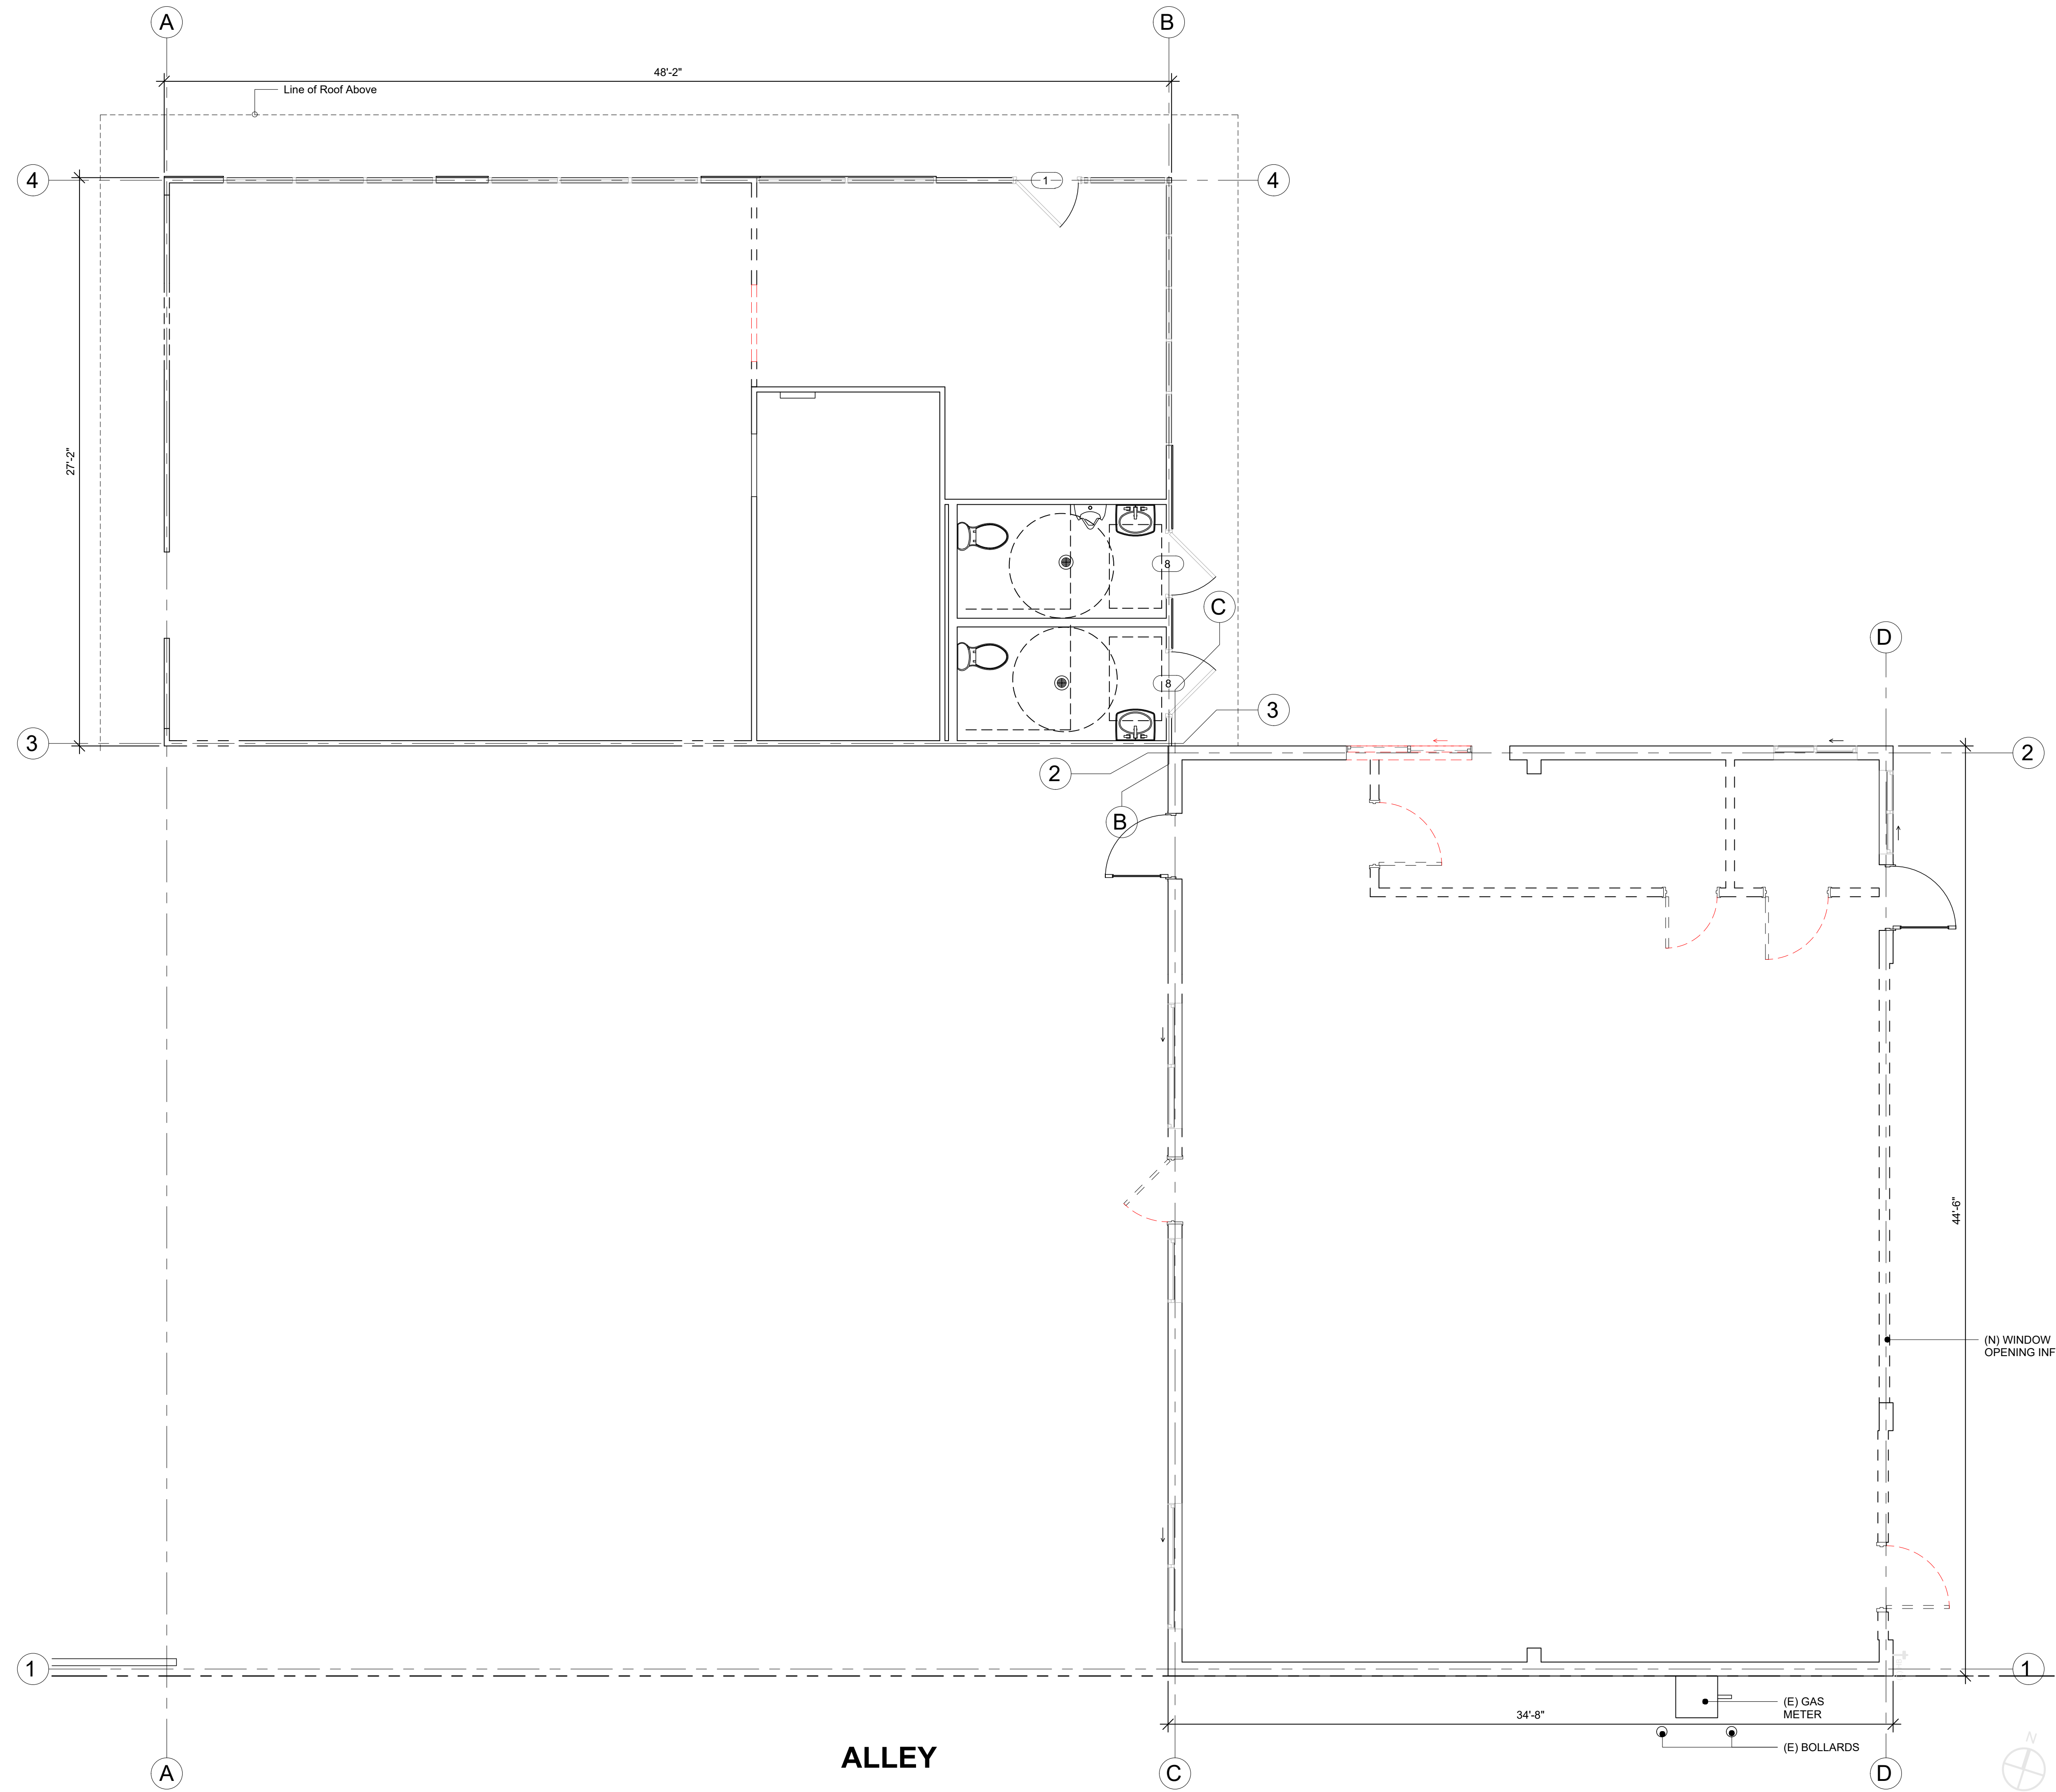 A
B
48'-2"
Line of Roof Above
4
1
4
27'-2"
8
C
D
8
3
3
2
2
B
44'-6"
(N) WINDOW
OPENING INF
1
1
(E) GAS
METER
34'-8"
(E) BOLLARDS
N
ALLEY
A
C
D